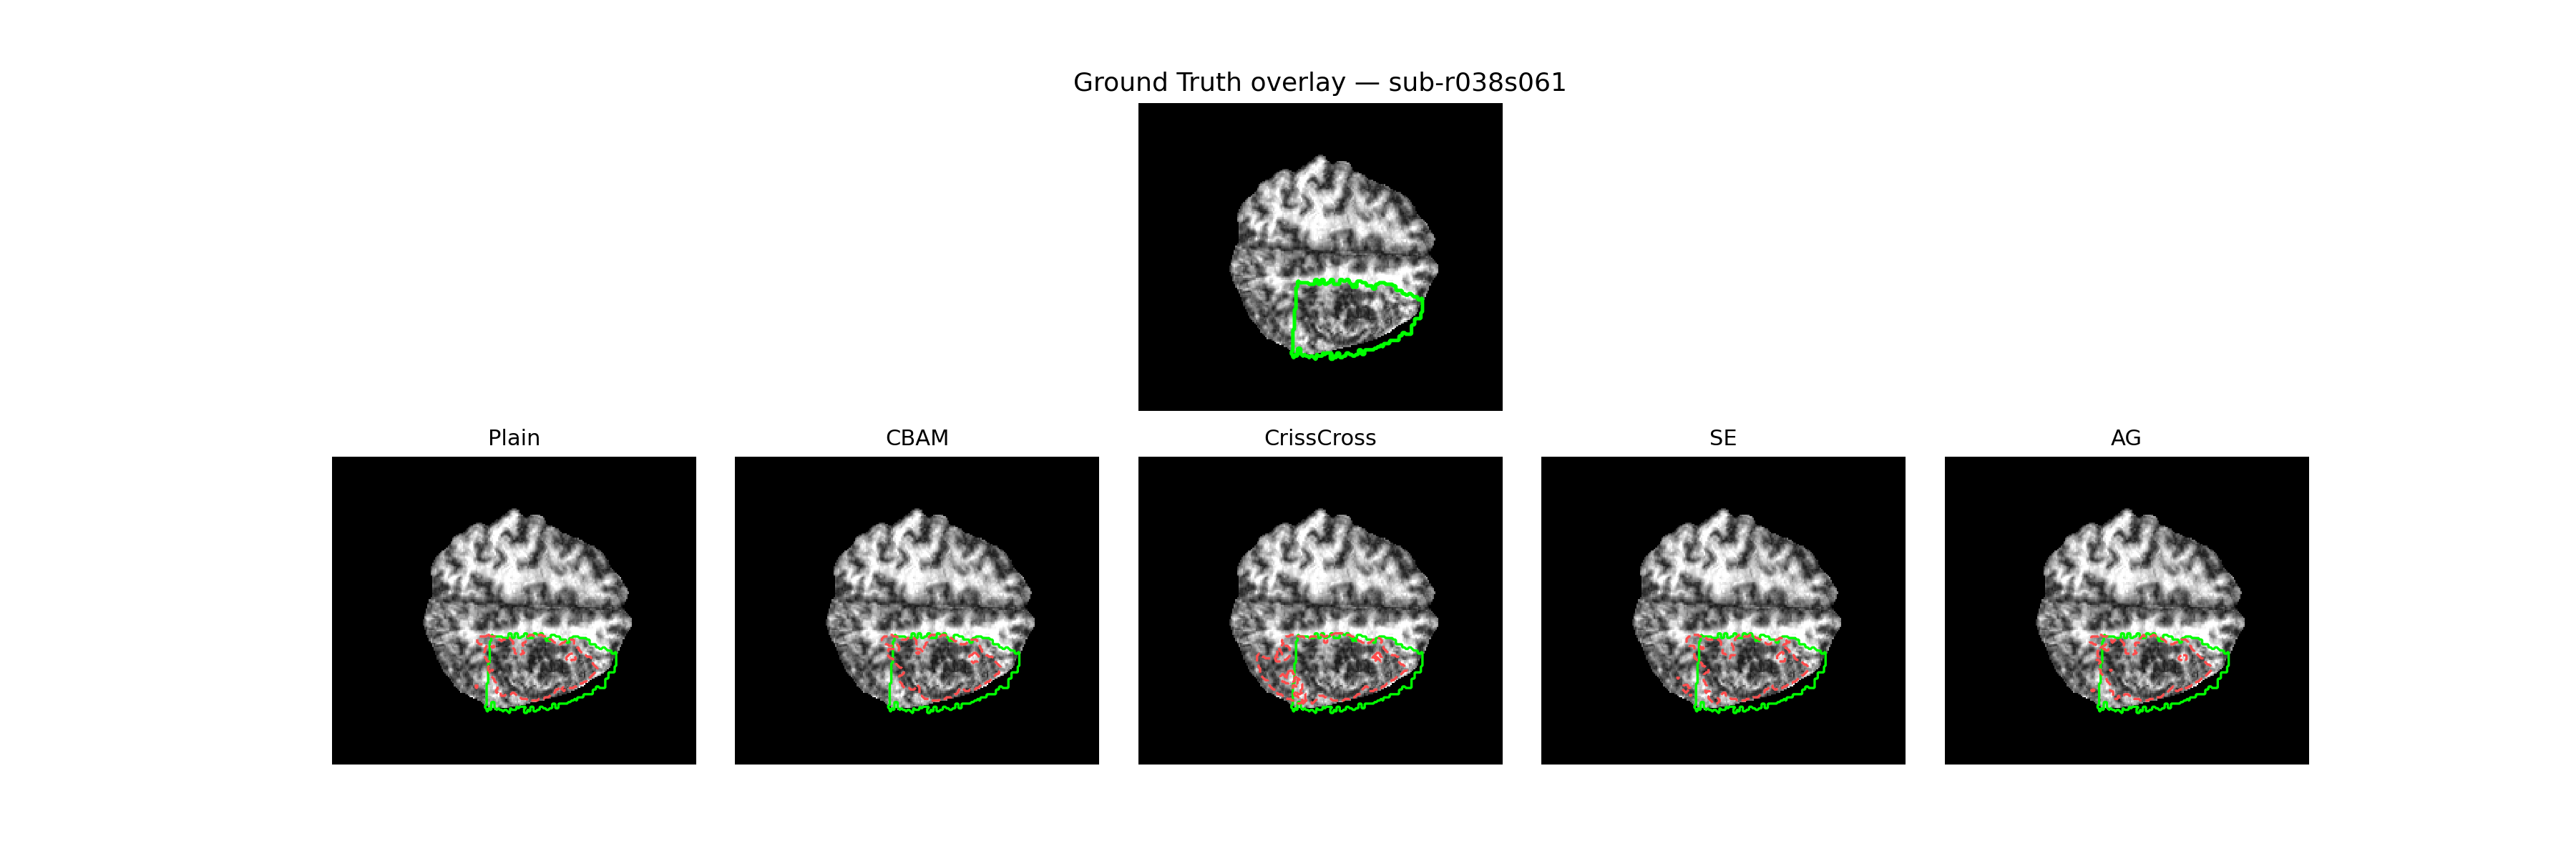 Ground Truth overlay — sub-r038s061
Plain
CBAM
CrissCross
SE
AG